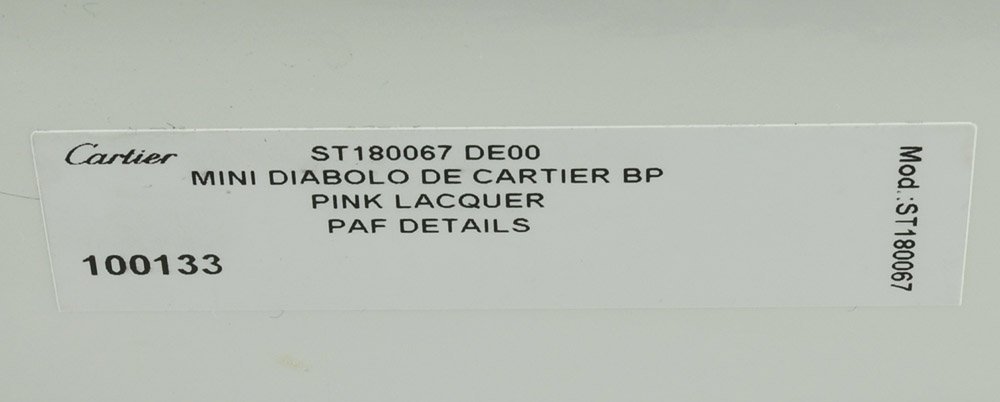 Cartier
ST180067 DE00
MINI DIABOLO DE CARTIER BP
PINK LACQUER
PAF DETAILS
100133
Mod.:ST180067